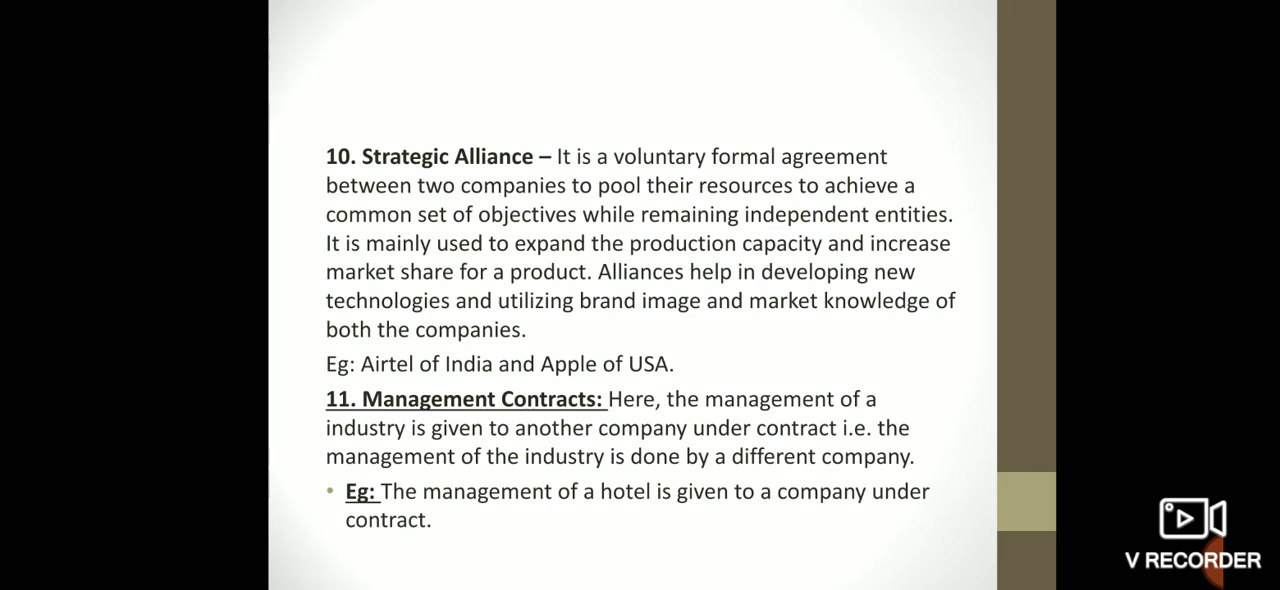 10. Strategic Alliance – It is a voluntary formal agreement
between two companies to pool their resources to achieve a
common set of objectives while remaining independent entities.
It is mainly used to expand the production capacity and increase
market share for a product. Alliances help in developing new
technologies and utilizing brand image and market knowledge of
both the companies.
Eg: Airtel of India and Apple of USA.
11. Management Contracts: Here, the management of a
industry is given to another company under contract i.e. the
management of the industry is done by a different company.
• Eg: The management of a hotel is given to a company under
contract.
V RECORDER